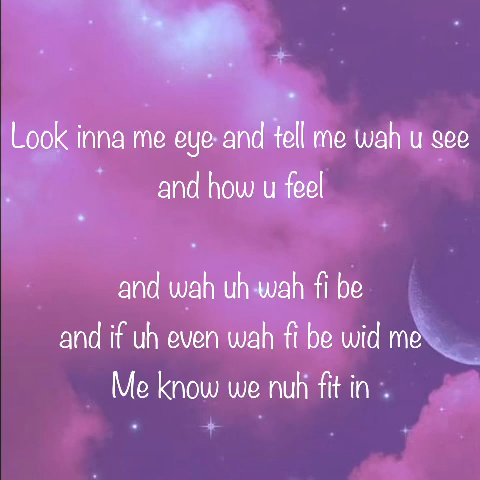 Look inna me eye and tell me wah u see
and how u feel
and wah uh wah fi be
and if uh even wah fi be wid me
Me know we nuh fit in